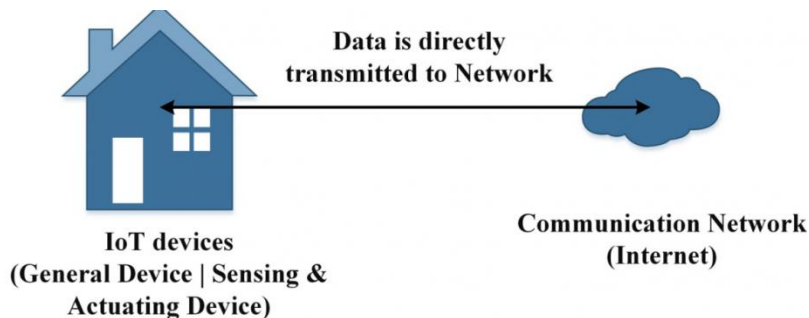 Data is directly
transmitted to Network
IoT devices
(General Device | Sensing &
Actuating Device)
Communication Network
(Internet)